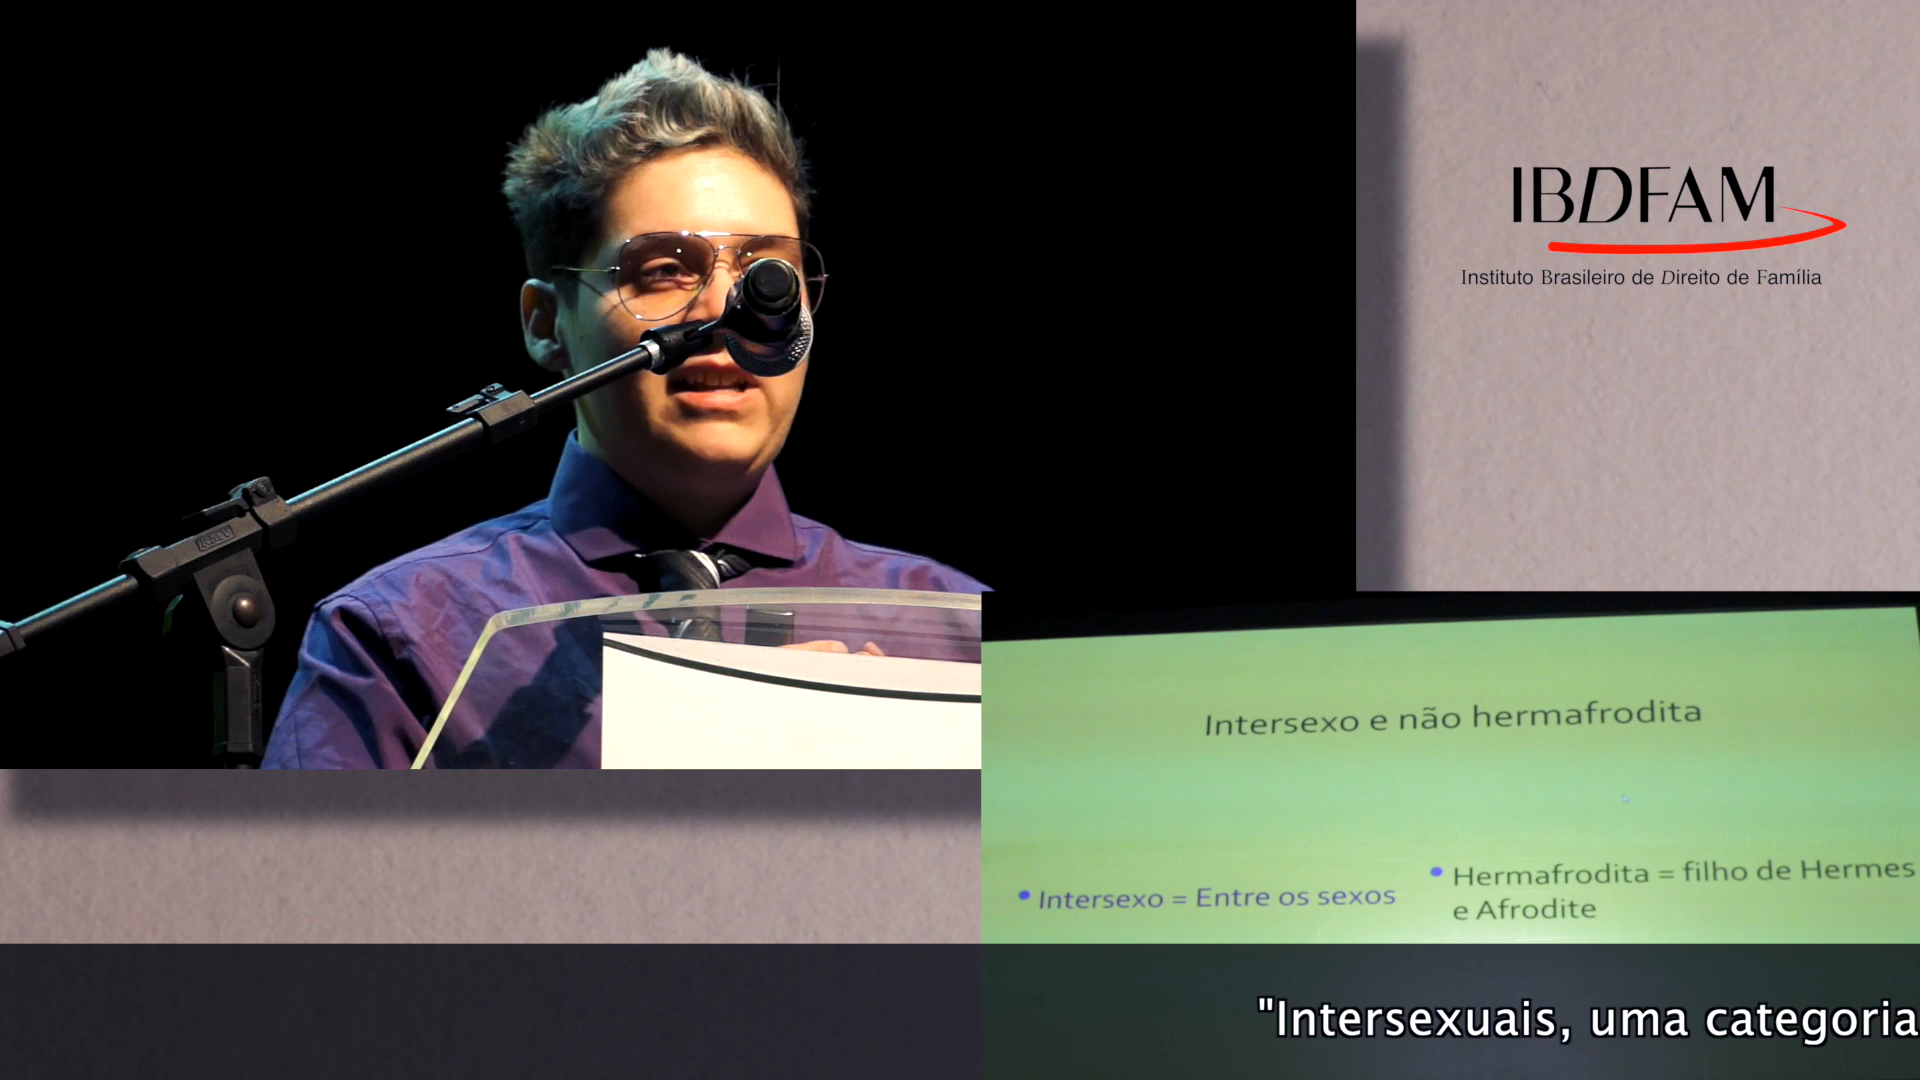 IBDFAM
Instituto Brasileiro de Direito de Família
Intersexo e não hermafrodita
Intersexo = Entre os sexos
Hermafrodita = filho de Hermes
e Afrodite
"Intersexuais, uma categoria